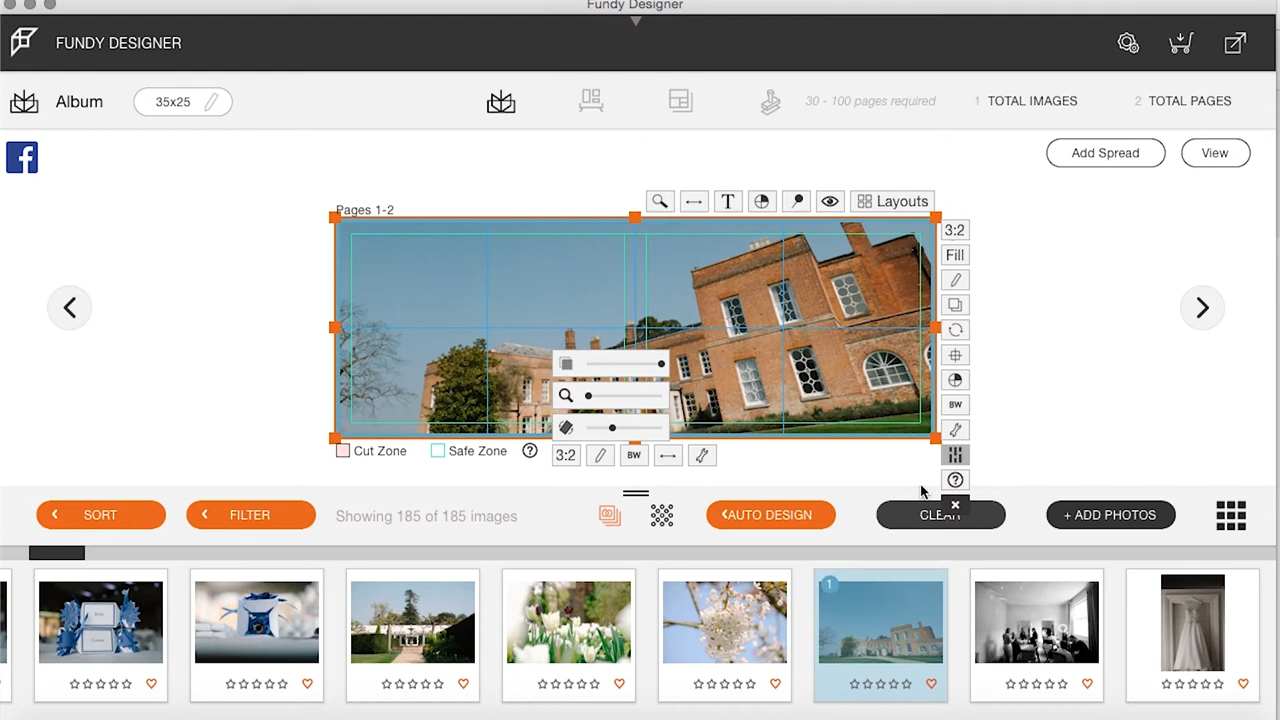 Fundy Designer
FUNDY DESIGNER
Album
35x25
30 - 100 pages required
1 TOTAL IMAGES
2 TOTAL PAGES
Add Spread
View
Pages 1-2
T
Layouts
3:2
Fill
BW
Cut Zone
Safe Zone
?
3:2
BW
?
SORT
FILTER
Showing 185 of 185 images
AUTO DESIGN
CLEAR
+ ADD PHOTOS
1